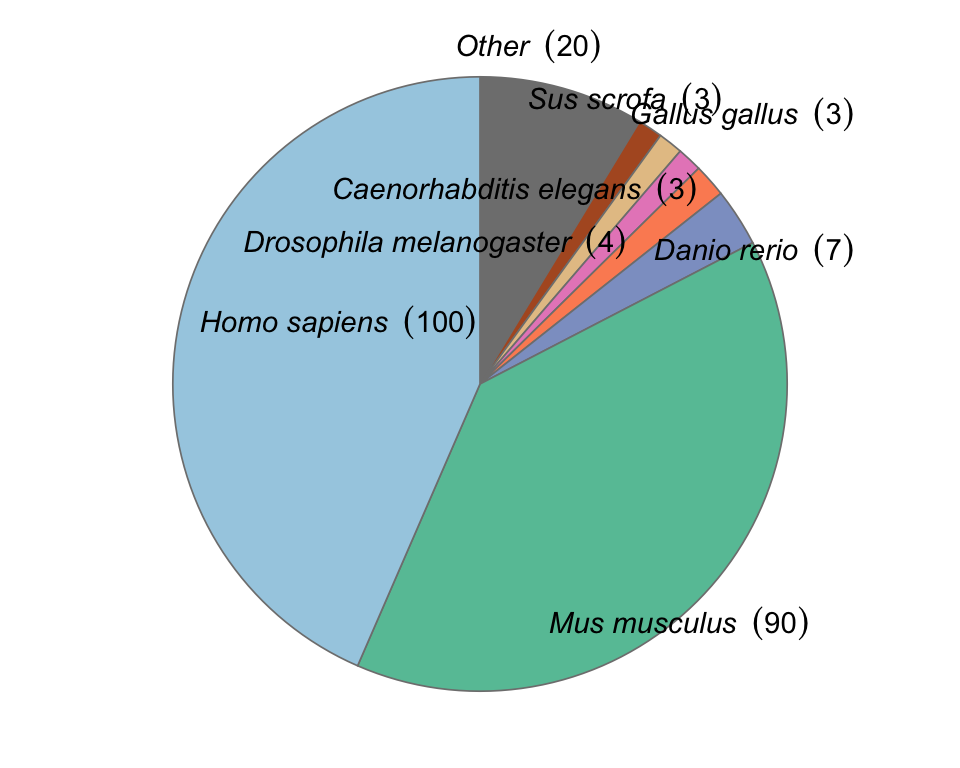 Other (20)
Sus scrofa (3)
Gallus gallus (3)
Caenorhabditis elegans (3)
Drosophila melanogaster (4)
Danio rerio (7)
Homo sapiens (100)
Mus musculus (90)